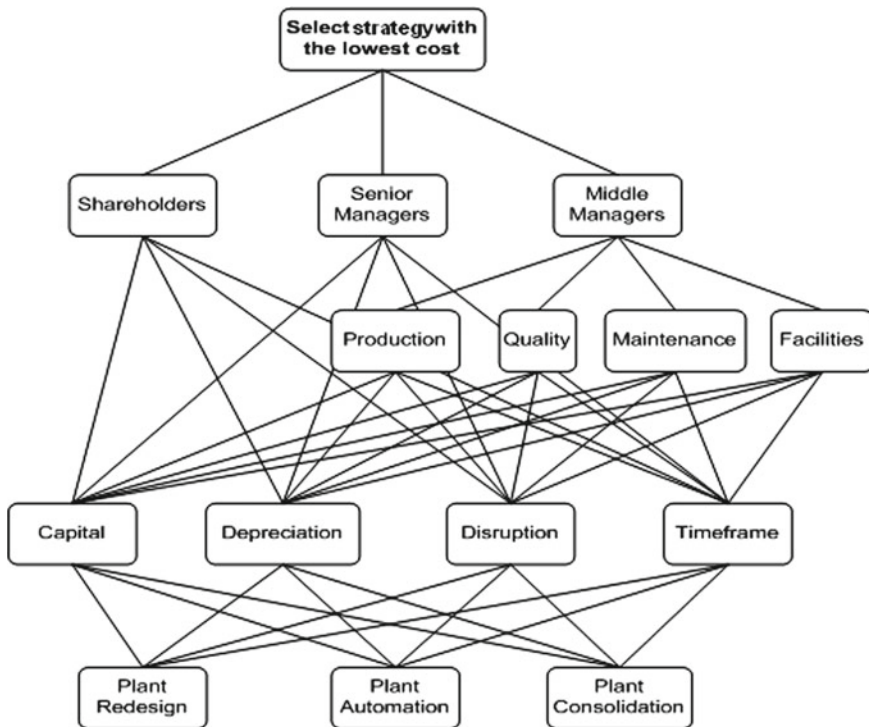 Select strategy with
the lowest cost
Shareholders
Senior
Managers
Middle
Managers
Production
Quality
Maintenance
Facilities
Capital
Depreciation
Disruption
Timeframe
Plant
Redesign
Plant
Automation
Plant
Consolidation